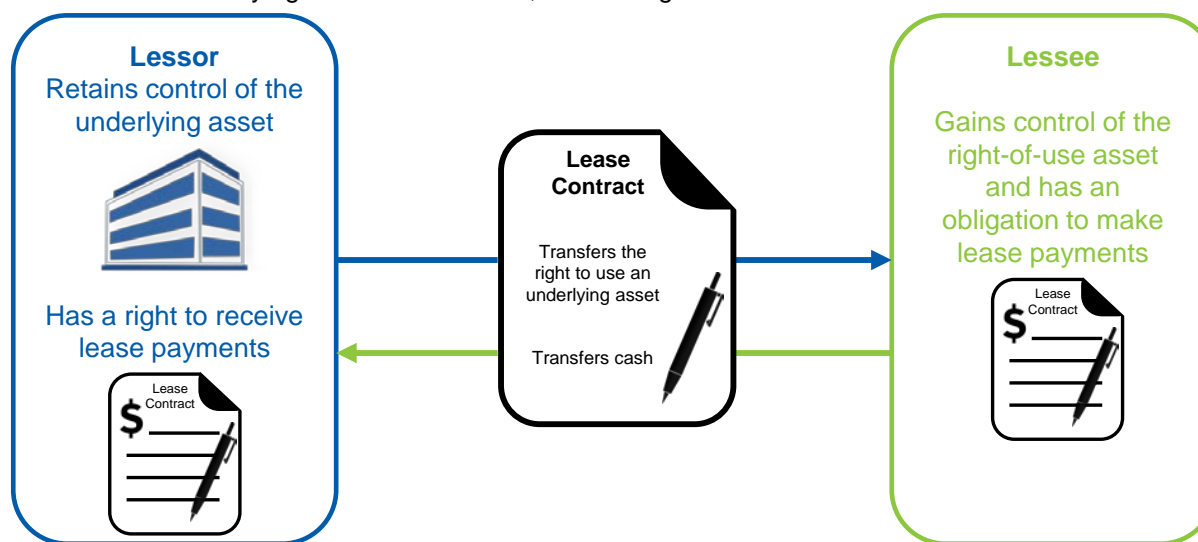 Lessor
Retains control of the
underlying asset
Has a right to receive
lease payments
Lease
Contract
$
Lease
Contract
Transfers the
right to use an
underlying asset
Transfers cash
Lessee
Gains control of the
right-of-use asset
and has an
obligation to make
lease payments
Lease
Contract
$